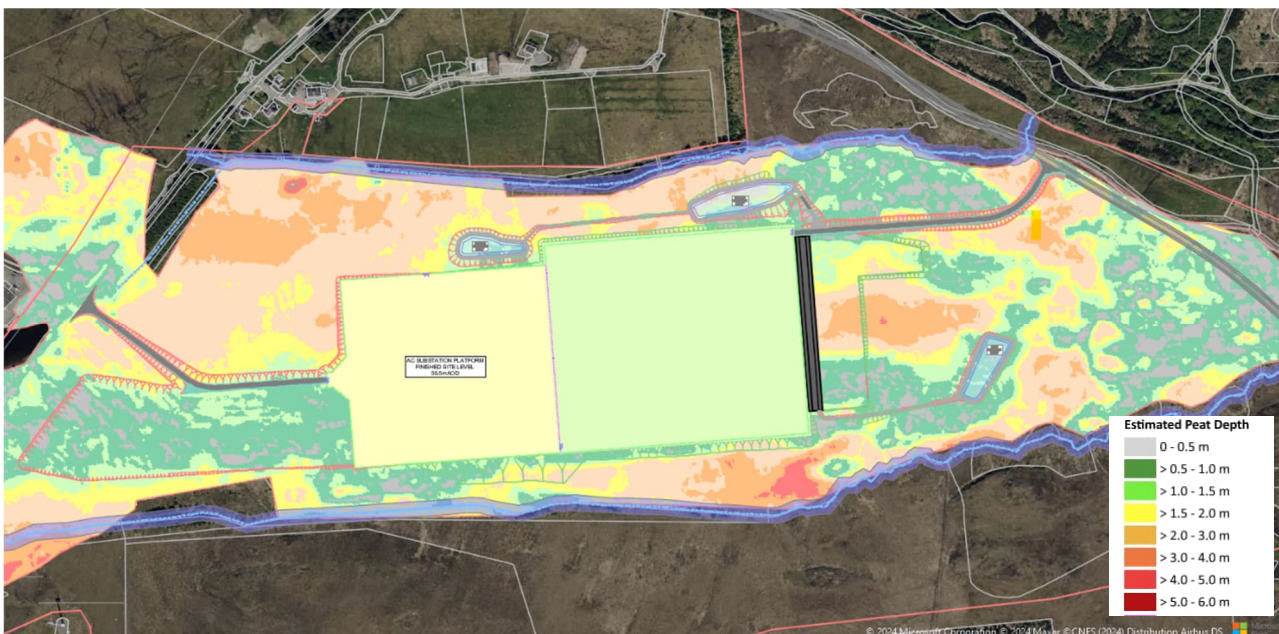 AC SUBSTATION PLATFORM
FINISHED SITE LEVEL
Estimated Peat Depth
0 - 0.5 m
> 0.5 - 1.0 m
> 1.0 - 1.5 m
> 1.5 - 2.0 m
> 2.0 - 3.0 m
> 3.0 - 4.0 m
> 4.0 - 5.0 m
> 5.0 - 6.0 m
© 2024 Microsoft Corporation © 2024 Maxar ©CNES (2024) Distribution Airbus DS